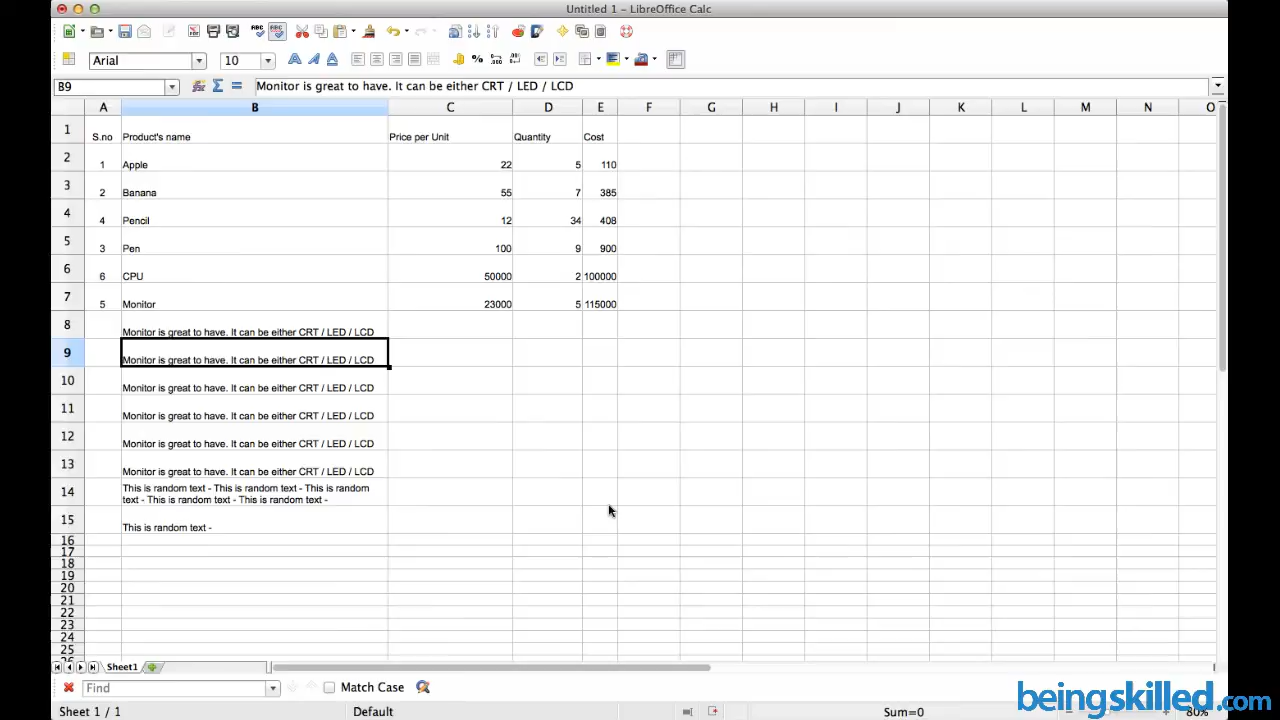 Untitled 1 - LibreOffice Calc
Arial 10
B9 Monitor is great to have. It can be either CRT / LED / LCD
A B C D E F G H I J K L M N O
1 S.no Product's name Price per Unit Quantity Cost
2 1 Apple 22 5 110
3 2 Banana 55 7 385
4 4 Pencil 12 34 408
5 3 Pen 100 9 900
6 6 CPU 50000 2 100000
7 5 Monitor 23000 5 115000
8 Monitor is great to have. It can be either CRT / LED / LCD
9 Monitor is great to have. It can be either CRT / LED / LCD
10 Monitor is great to have. It can be either CRT / LED / LCD
11 Monitor is great to have. It can be either CRT / LED / LCD
12 Monitor is great to have. It can be either CRT / LED / LCD
13 Monitor is great to have. It can be either CRT / LED / LCD
14 This is random text - This is random text - This is random
text - This is random text - This is random text -
15 This is random text -
16
17
18
19
20
21
22
23
24
25
Sheet1
Find Match Case
Sheet 1 / 1 Default Sum=0 80%
beingskilled.com